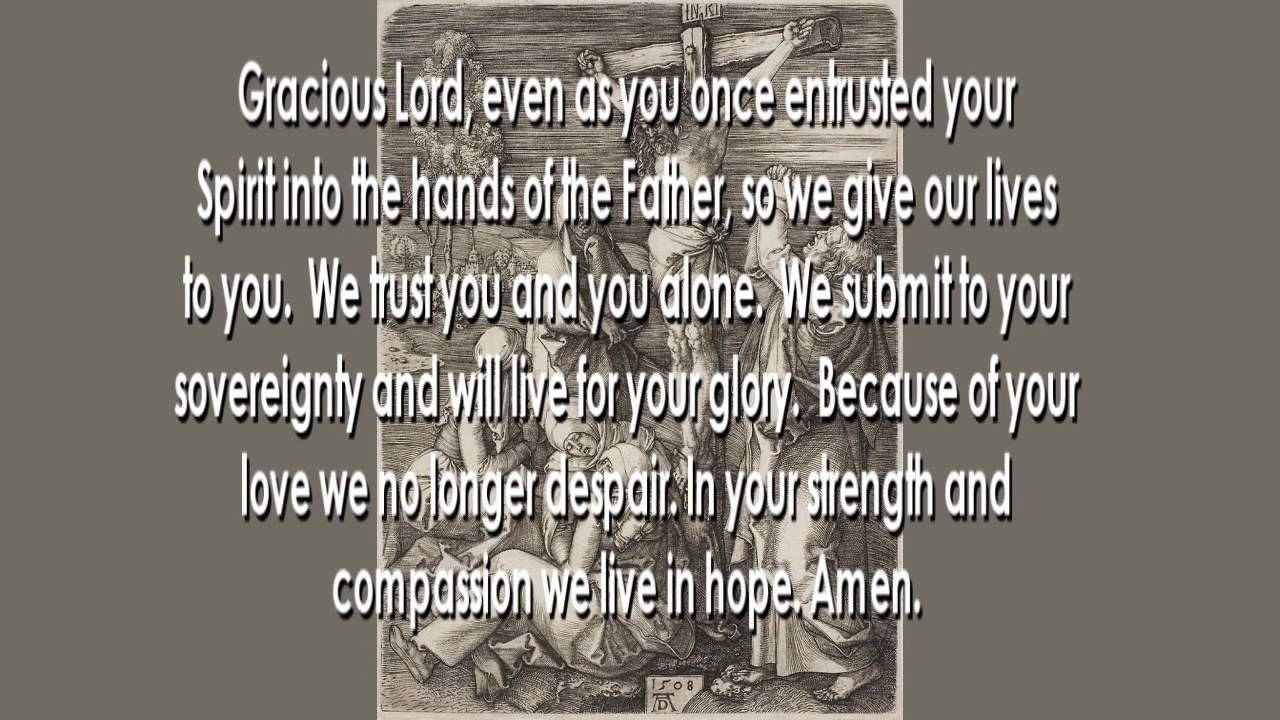 INRI
Gracious Lord, even as you once entrusted your
Spirit into the hands of the Father, so we give our lives
to you. We trust you and you alone. We submit to your
sovereignty and will live for your glory. Because of your
love we no longer despair. In your strength and
compassion we live in hope. Amen.
1508
AD